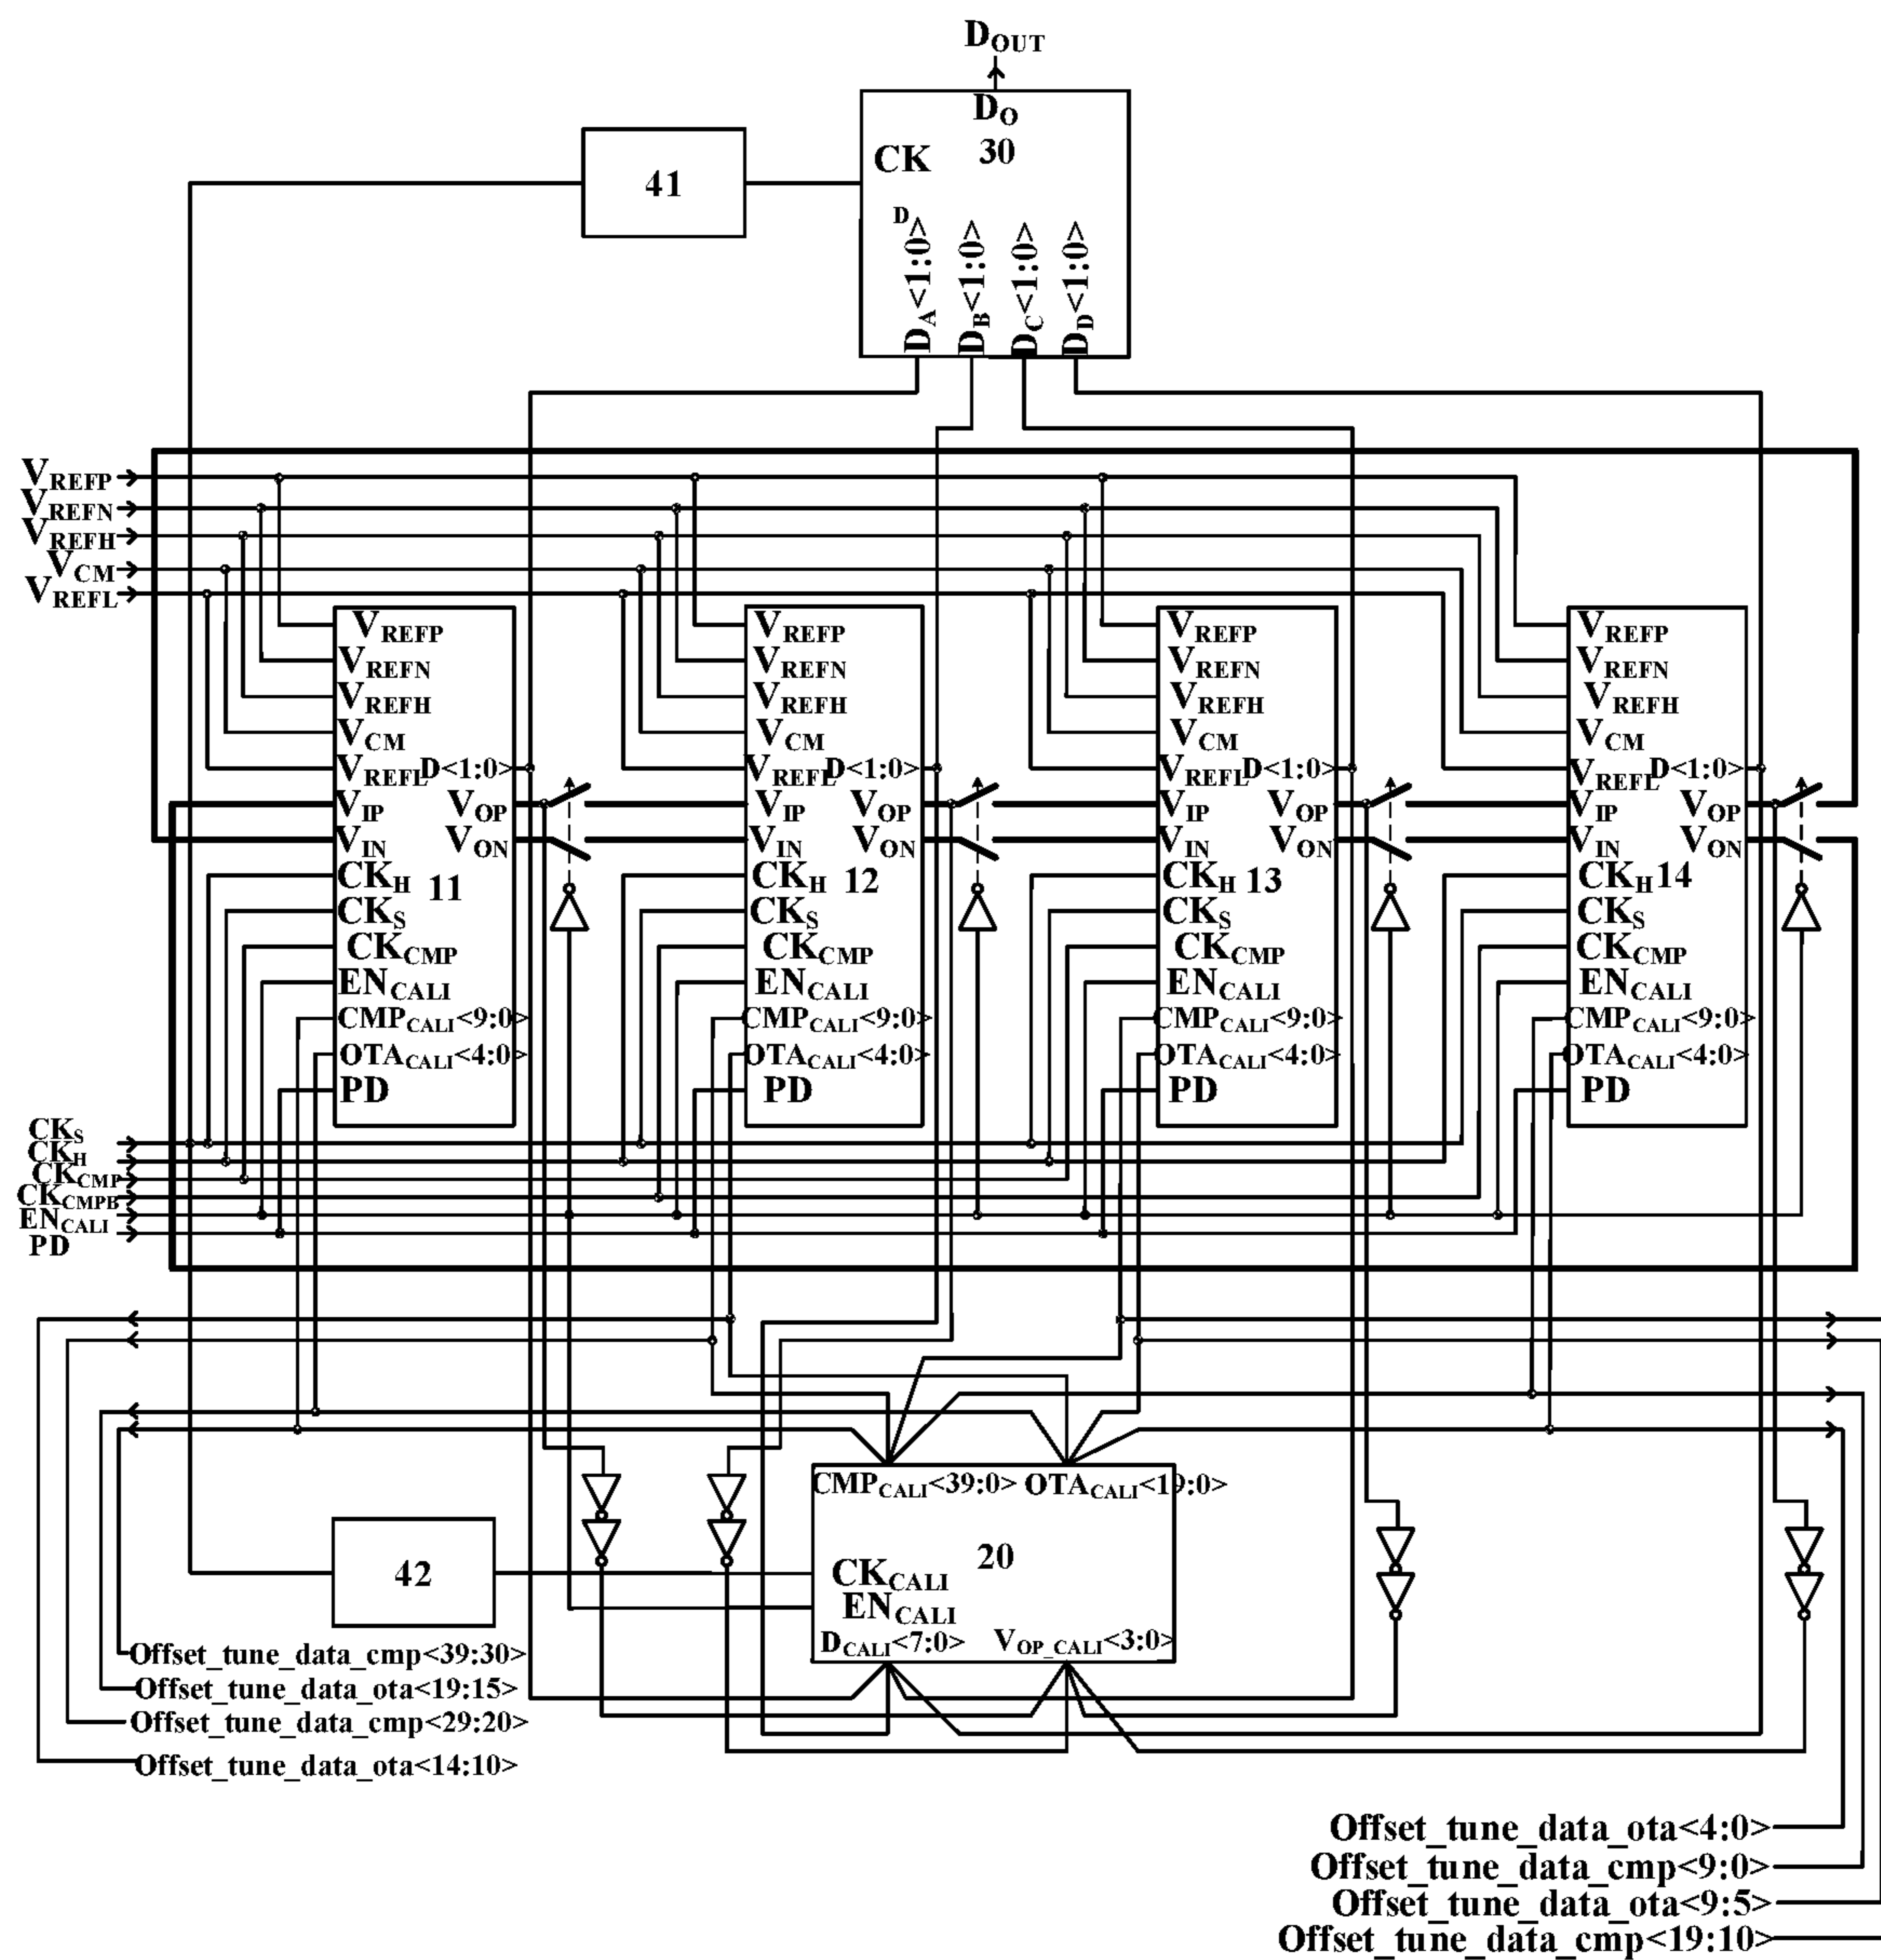 DOUT
DO
30
CK
41
D
DA<1:0>
DB<1:0>
DC<1:0>
DD<1:0>
VREFP
VREFN
VREFH
VCM
VREFL
VREFP
VREFN
VREFH
VCM
VREFL D<1:0>
VIP VOP
VIN VON
CKH 11
CKS
CKCMP
ENCALI
CMPCALI<9:0>
OTACALI<4:0>
PD
VREFP
VREFN
VREFH
VCM
VREFL D<1:0>
VIP VOP
VIN VON
CKH 12
CKS
CKCMP
ENCALI
CMPCALI<9:0>
OTACALI<4:0>
PD
VREFP
VREFN
VREFH
VCM
VREFL D<1:0>
VIP VOP
VIN VON
CKH 13
CKS
CKCMP
ENCALI
CMPCALI<9:0>
OTACALI<4:0>
PD
VREFP
VREFN
VREFH
VCM
VREFL D<1:0>
VIP VOP
VIN VON
CKH 14
CKS
CKCMP
ENCALI
CMPCALI<9:0>
OTACALI<4:0>
PD
CKS
CKH
CKCMP
CKCMPB
ENCALI
PD
CMPCALI<39:0> OTACALI<19:0>
20
CKCALI
ENCALI
DCALI<7:0> VOP_CALI<3:0>
42
Offset_tune_data_cmp<39:30>
Offset_tune_data_ota<19:15>
Offset_tune_data_cmp<29:20>
Offset_tune_data_ota<14:10>
Offset_tune_data_ota<4:0>
Offset_tune_data_cmp<9:0>
Offset_tune_data_ota<9:5>
Offset_tune_data_cmp<19:10>